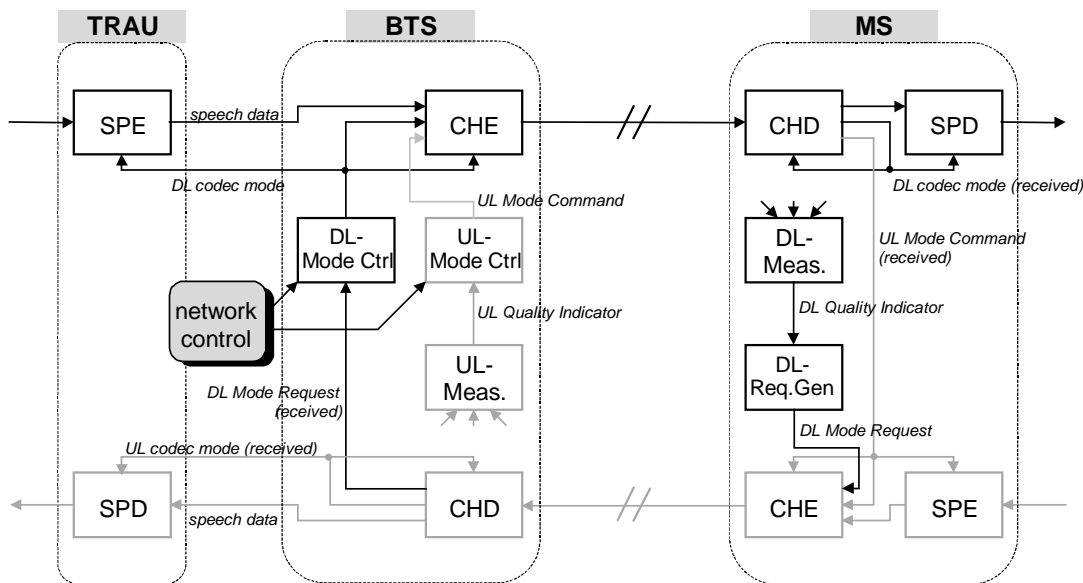 TRAU
BTS
MS
SPE
speech data
CHE
CHD
SPD
DL codec mode
DL codec mode (received)
UL Mode Command
DL-
Mode Ctrl
UL-
Mode Ctrl
DL-
Meas.
UL Mode Command
(received)
network
control
UL Quality Indicator
DL Quality Indicator
UL-
Meas.
DL-
Req.Gen
DL Mode Request
(received)
DL Mode Request
UL codec mode (received)
SPD
speech data
CHD
CHE
SPE